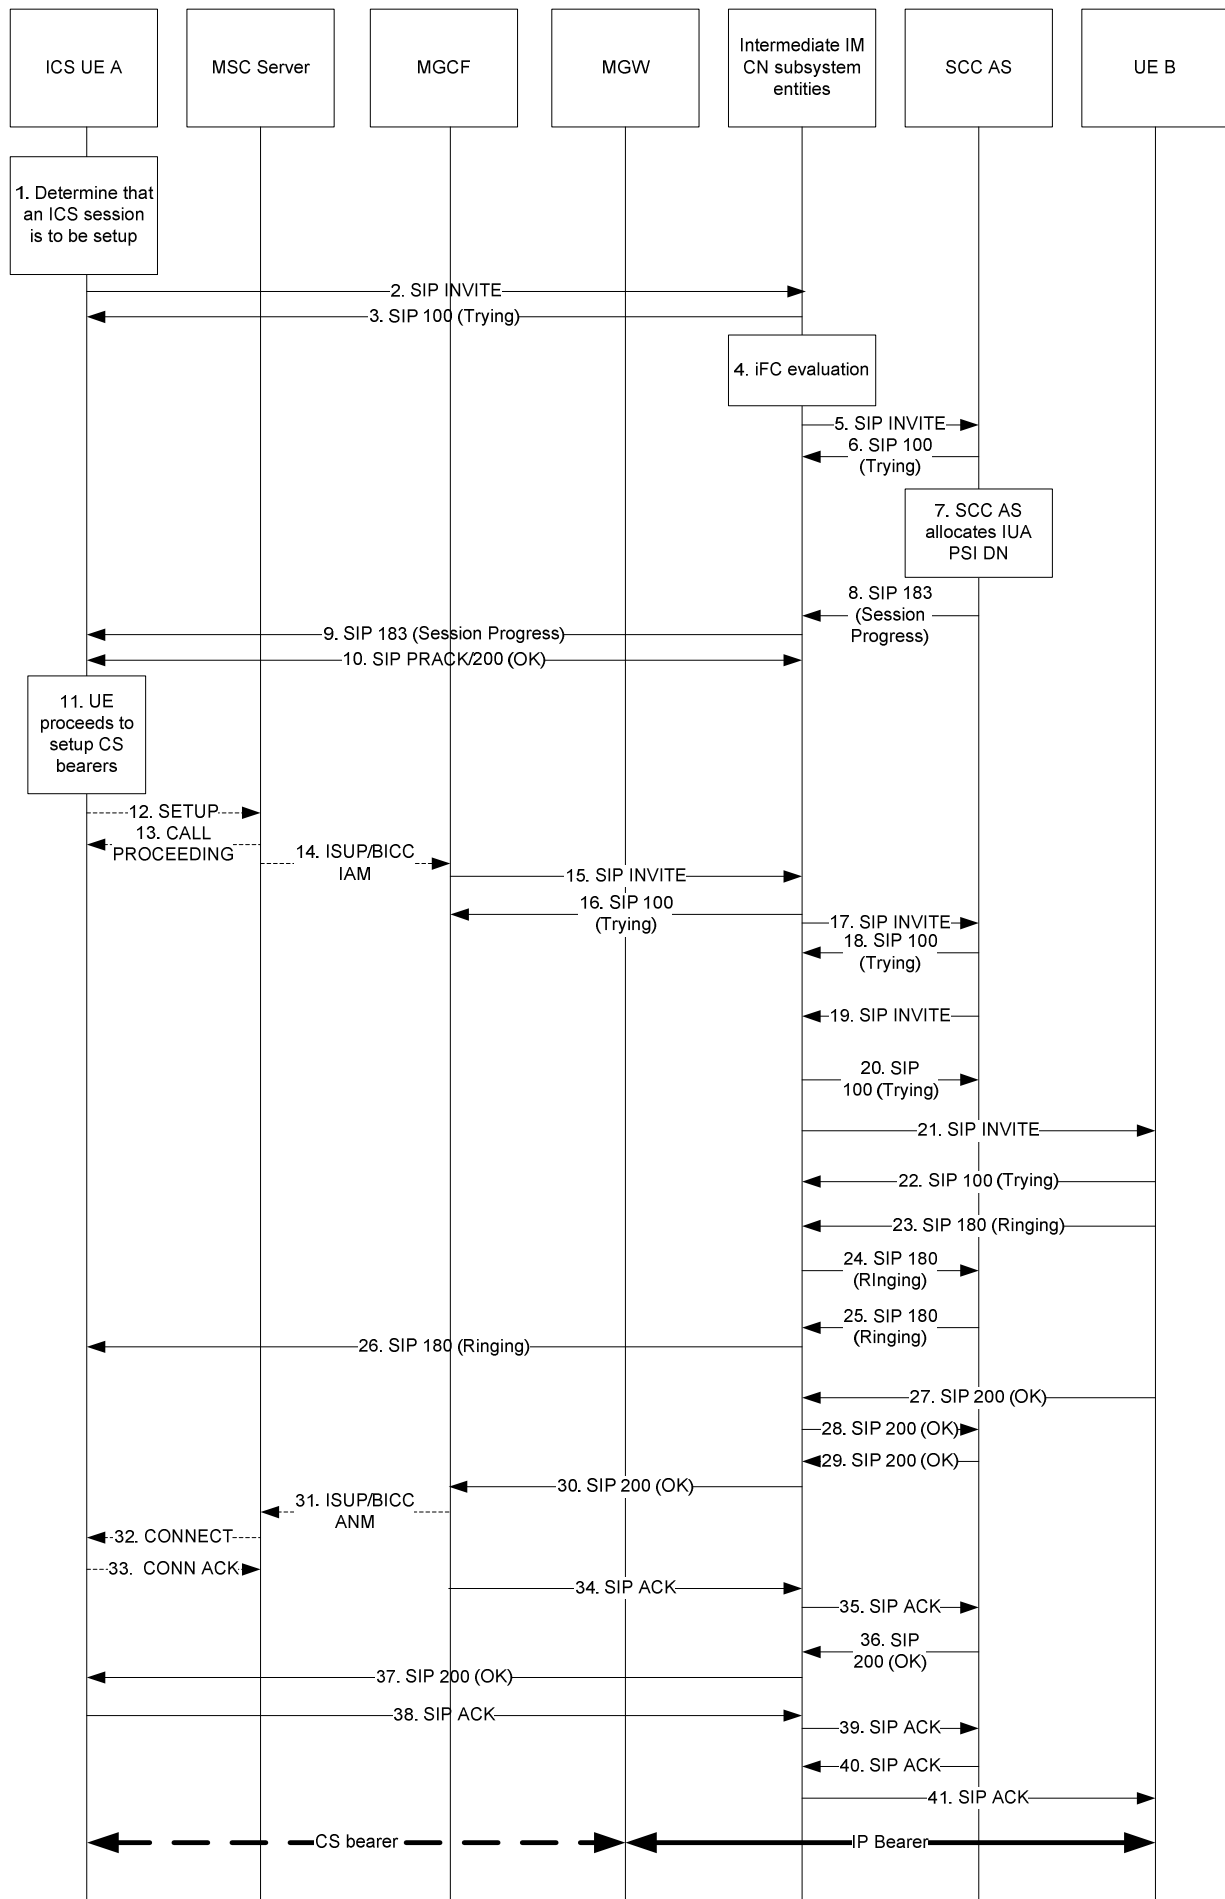 ICS UE A
MSC Server
MGCF
MGW
Intermediate IM
CN subsystem
entities
SCC AS
UE B
1. Determine that
an ICS session
is to be setup
2. SIP INVITE
3. SIP 100 (Trying)
4. iFC evaluation
5. SIP INVITE
6. SIP 100
(Trying)
7. SCC AS
allocates IUA
PSI DN
8. SIP 183
(Session
Progress)
9. SIP 183 (Session Progress)
10. SIP PRACK/200 (OK)
11. UE
proceeds to
setup CS
bearers
12. SETUP
13. CALL
PROCEEDING
14. ISUP/BICC
IAM
15. SIP INVITE
16. SIP 100
(Trying)
17. SIP INVITE
18. SIP 100
(Trying)
19. SIP INVITE
20. SIP
100 (Trying)
21. SIP INVITE
22. SIP 100 (Trying)
23. SIP 180 (Ringing)
24. SIP 180
(RInging)
25. SIP 180
(Ringing)
26. SIP 180 (Ringing)
27. SIP 200 (OK)
28. SIP 200 (OK)
29. SIP 200 (OK)
30. SIP 200 (OK)
31. ISUP/BICC
ANM
32. CONNECT
33. CONN ACK
34. SIP ACK
35. SIP ACK
36. SIP
200 (OK)
37. SIP 200 (OK)
38. SIP ACK
39. SIP ACK
40. SIP ACK
41. SIP ACK
CS bearer
IP Bearer